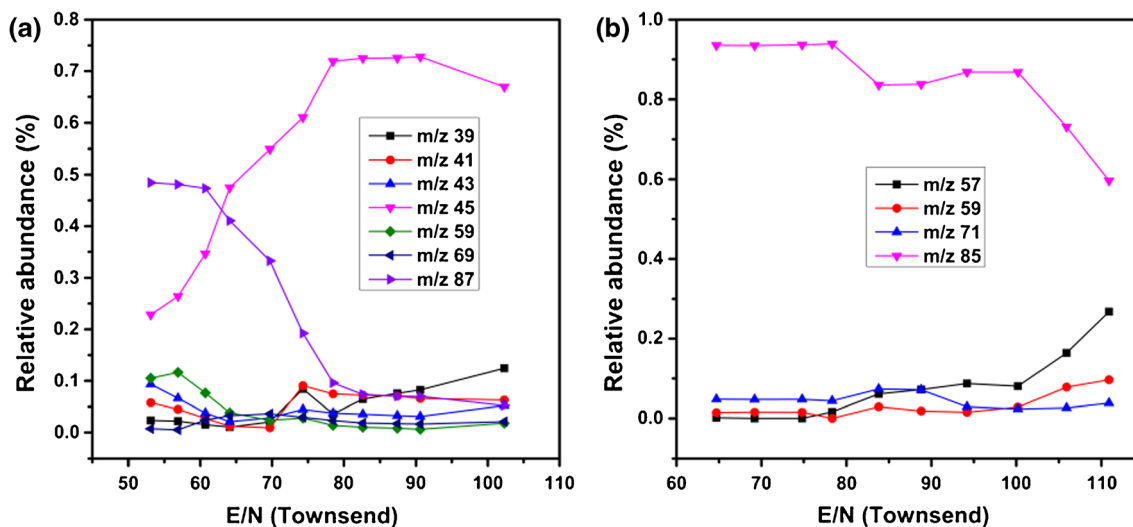 (a)
Relative abundance (%)
0.8
0.7
0.6
0.5
0.4
0.3
0.2
0.1
0.0
m/z 39
m/z 41
m/z 43
m/z 45
m/z 59
m/z 69
m/z 87
50 60 70 80 90 100 110
E/N (Townsend)
(b)
Relative abundance (%)
1.0
0.8
0.6
0.4
0.2
0.0
m/z 57
m/z 59
m/z 71
m/z 85
60 70 80 90 100 110
E/N (Townsend)